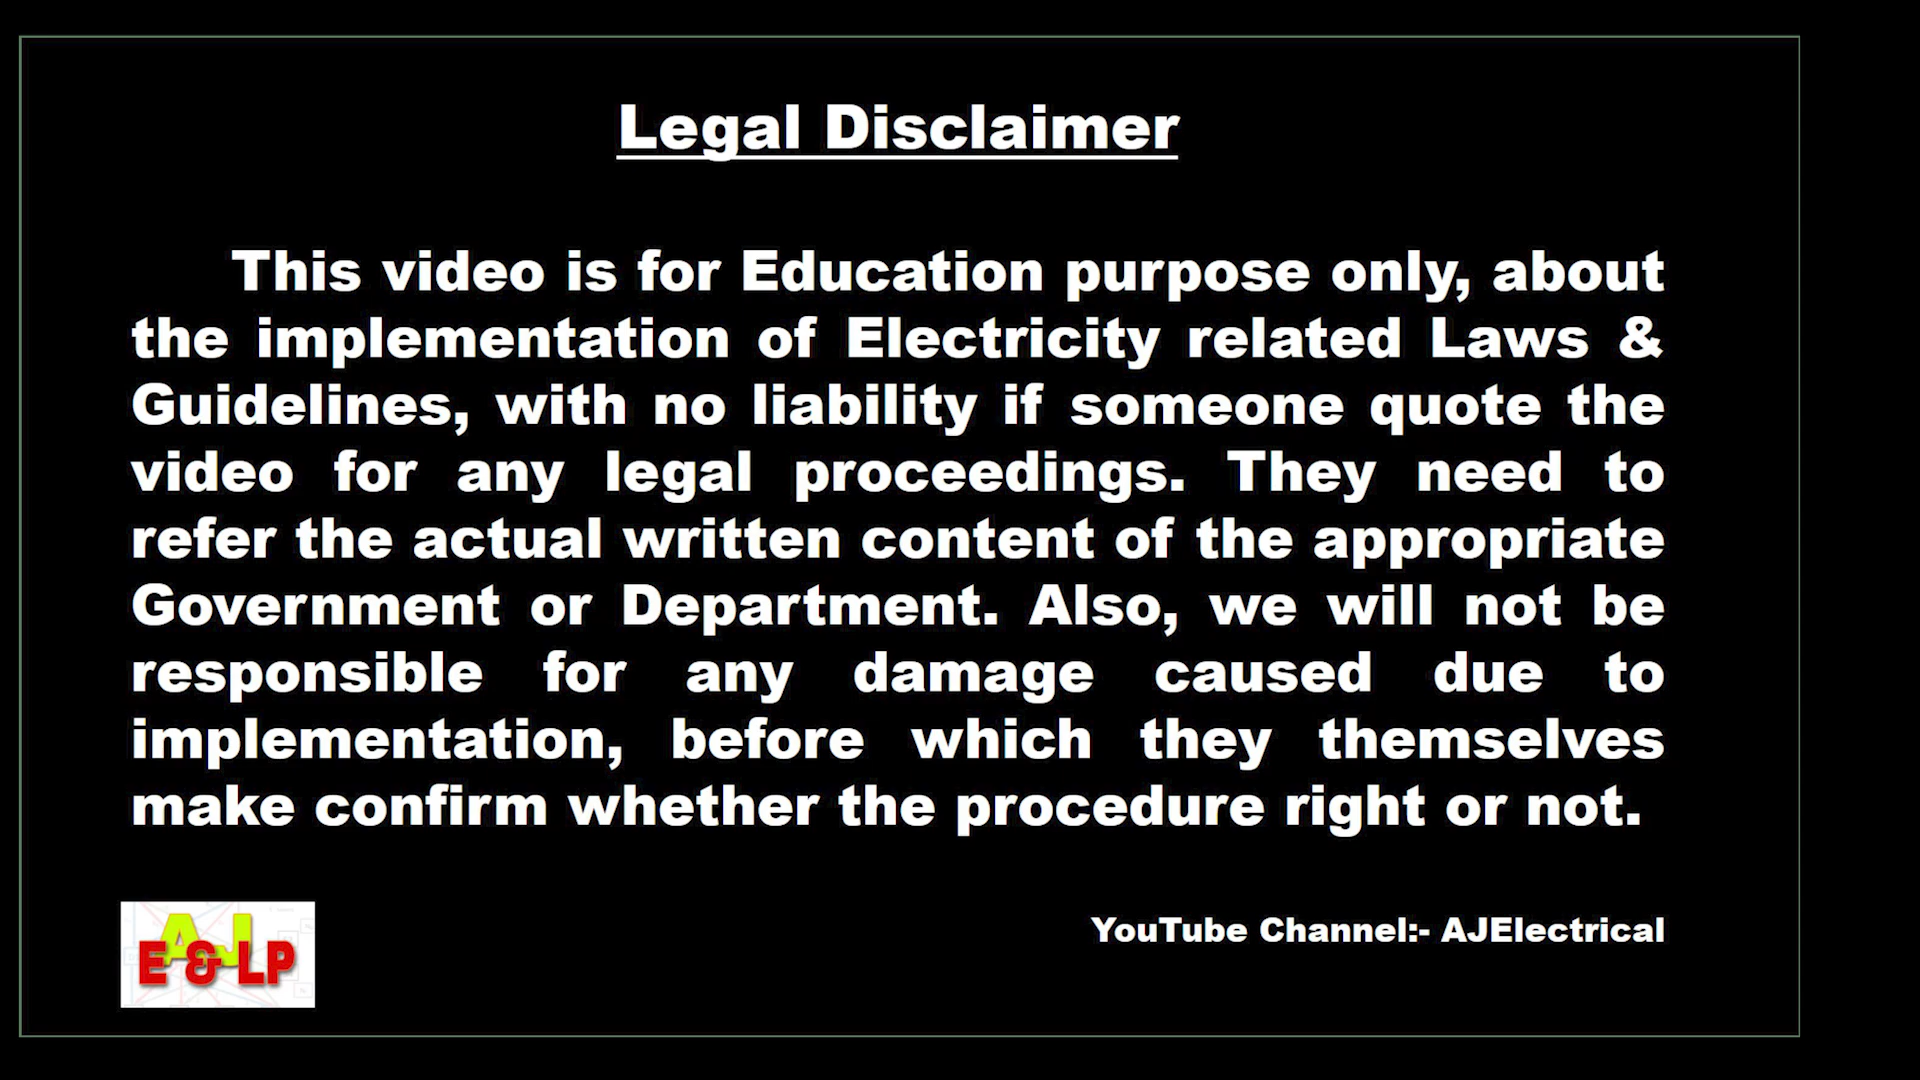 Legal Disclaimer
This video is for Education purpose only, about
the implementation of Electricity related Laws &
Guidelines, with no liability if someone quote the
video for any legal proceedings. They need to
refer the actual written content of the appropriate
Government or Department. Also, we will not be
responsible for any damage caused due to
implementation, before which they themselves
make confirm whether the procedure right or not.
YouTube Channel:- AJElectrical
AJ
E & LP